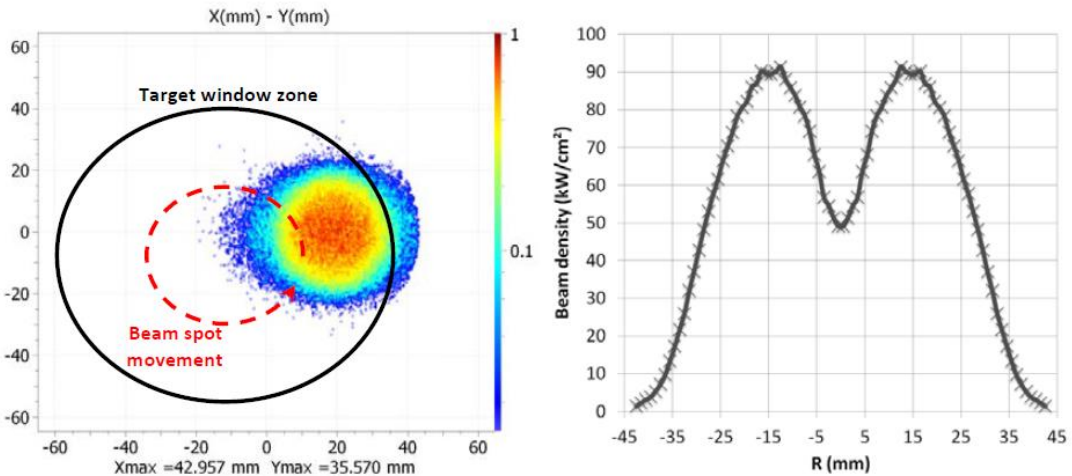 X(mm) - Y(mm)
60
40
20
0
-20
-40
-60
-60 -40 -20 0 20 40 60
Xmax =42.957 mm Ymax =35.570 mm
Target window zone
Beam spot
movement
1
0.1
Beam density (kW/cm²)
100
90
80
70
60
50
40
30
20
10
0
-45 -35 -25 -15 -5 5 15 25 35 45
R (mm)